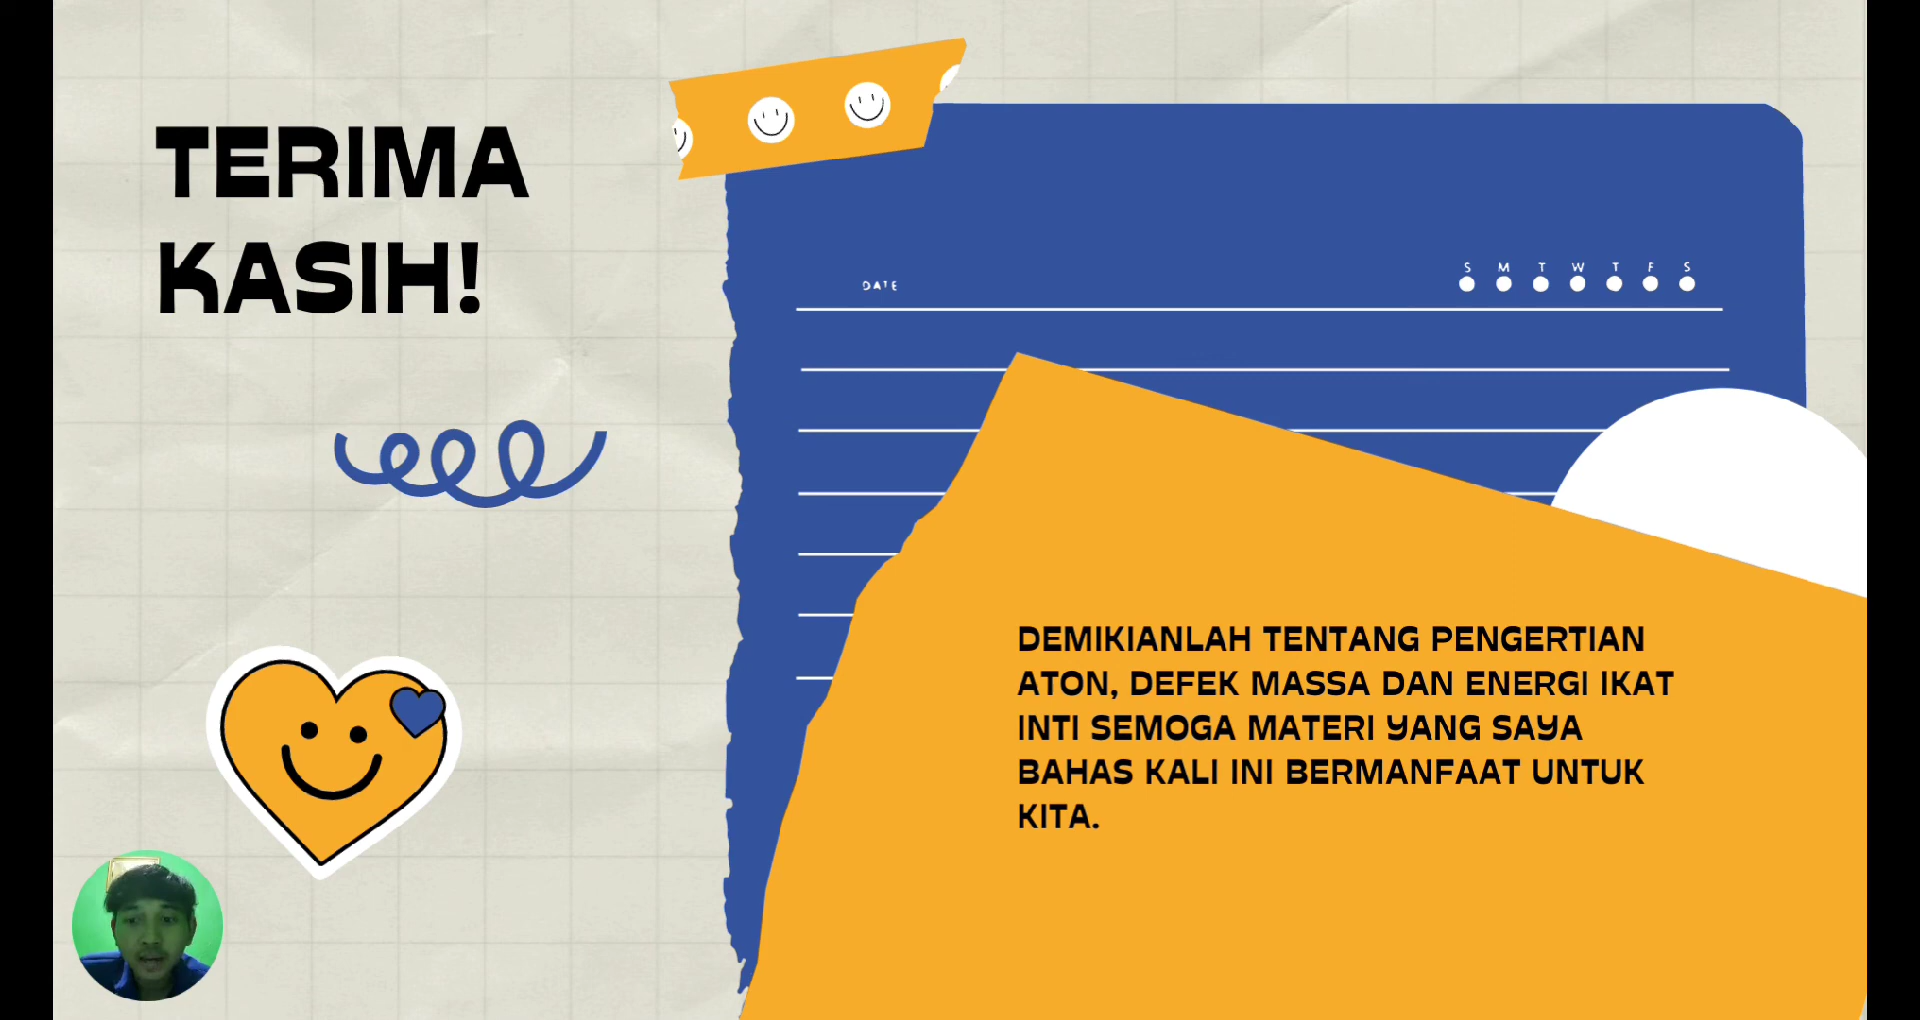 TERIMA
KASIH!
DATE
S M T W T F S
DEMIKIANLAH TENTANG PENGERTIAN
ATON, DEFEK MASSA DAN ENERGI IKAT
INTI SEMOGA MATERI YANG SAYA
BAHAS KALI INI BERMANFAAT UNTUK
KITA.